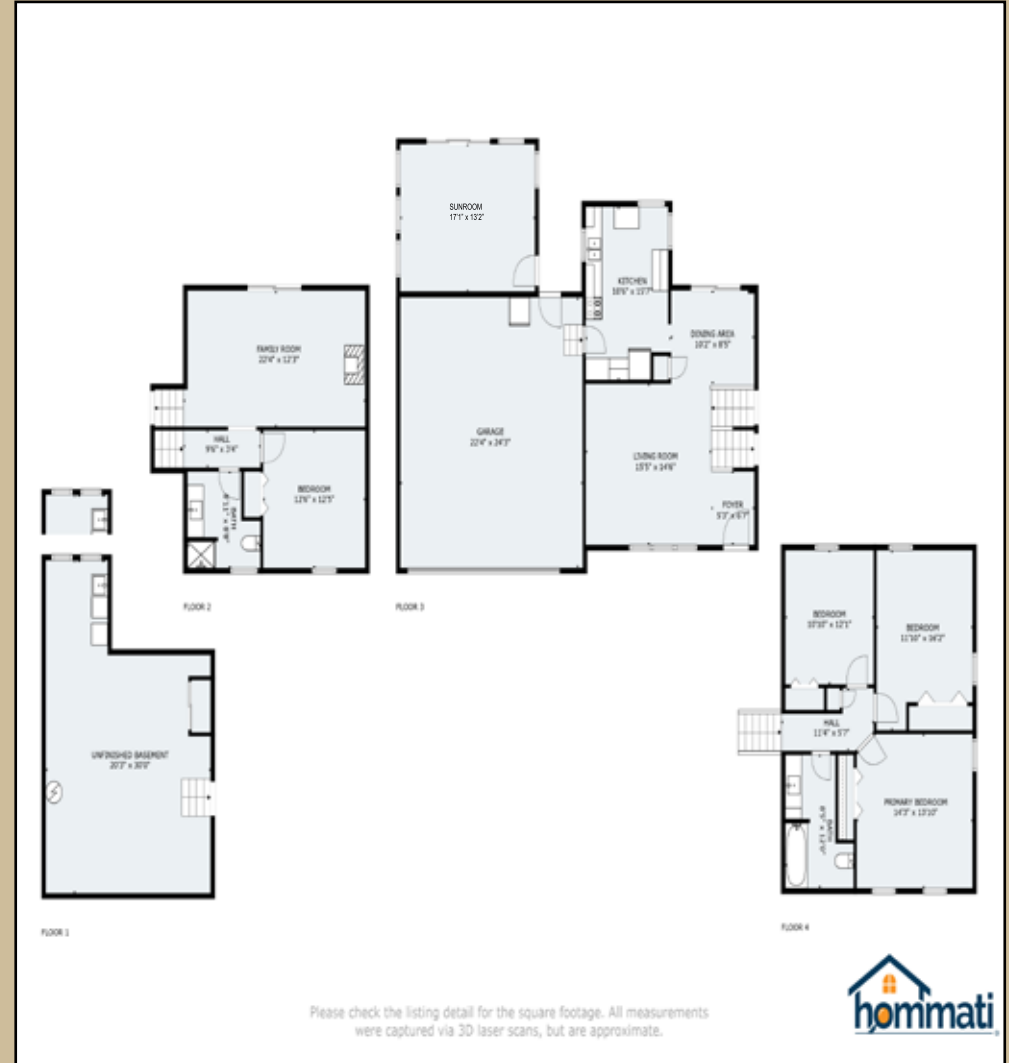 SUNROOM
17'1" x 13'2"
KITCHEN
10'6" x 15'7"
FAMILY ROOM
22'4" x 12'3"
DINING AREA
10'2" x 8'5"
HALL
9'6" x 3'4"
GARAGE
22'4" x 24'3"
LIVING ROOM
15'5" x 14'6"
BEDROOM
12'6" x 12'5"
BATH
FOYER
5'3" x 6'7"
FLOOR 2
FLOOR 3
BEDROOM
10'10" x 12'1"
BEDROOM
11'10" x 16'2"
HALL
11'4" x 5'7"
UNFINISHED BASEMENT
20'2" x 30'0"
PRIMARY BEDROOM
14'3" x 13'10"
BATH
FLOOR 1
FLOOR 4
Please check the listing detail for the square footage. All measurements
were captured via 3D laser scans, but are approximate.
hommati